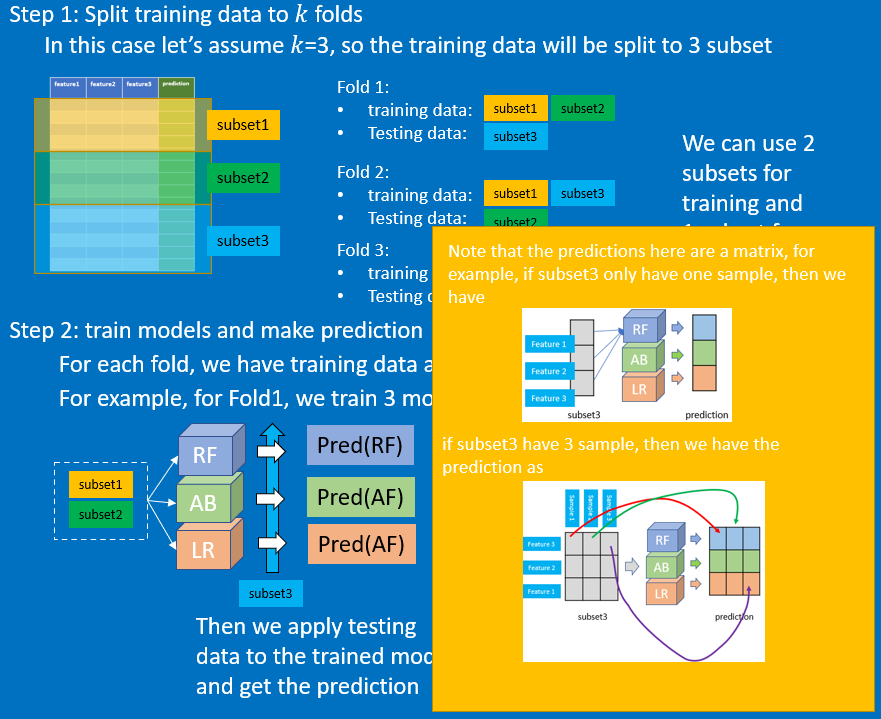 Step 1: Split training data to k folds
In this case let's assume k=3, so the training data will be split to 3 subset
feature1 feature2 feature3 prediction
subset1
subset2
subset3
Fold 1:
• training data: subset1 subset2
• Testing data: subset3
Fold 2:
• training data: subset1 subset3
• Testing data: subset2
Fold 3:
• training
• Testing
We can use 2
subsets for
training and
Note that the predictions here are a matrix, for
example, if subset3 only have one sample, then we
have
Feature 1
Feature 2
Feature 3
RF
AB
LR
subset3
prediction
if subset3 have 3 sample, then we have the
prediction as
Sample 1
Sample 2
Sample 3
Feature 3
Feature 2
Feature 1
RF
AB
LR
subset3
prediction
Step 2: train models and make prediction
For each fold, we have training data a
For example, for Fold1, we train 3 mo
subset1
subset2
RF
AB
LR
Pred(RF)
Pred(AF)
Pred(AF)
subset3
Then we apply testing
data to the trained mod
and get the prediction